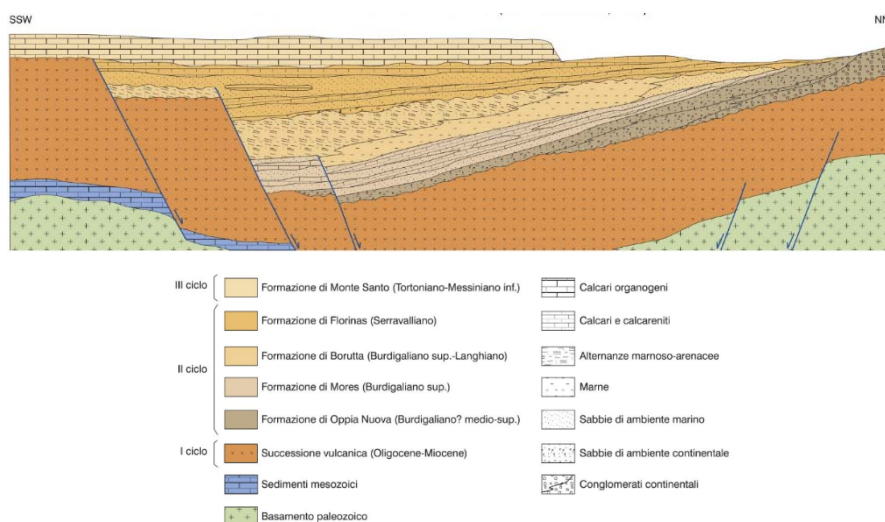 SSW
III ciclo
Formazione di Monte Santo (Tortoniano-Messiniano inf.)
Calcari organogeni
Formazione di Florinas (Serravalliano)
Calcari e calcareniti
II ciclo
Formazione di Borutta (Burdigaliano sup.-Langhiano)
Alternanze marnoso-arenacee
Formazione di Mores (Burdigaliano sup.)
Marne
Formazione di Oppia Nuova (Burdigaliano? medio-sup.)
Sabbie di ambiente marino
I ciclo
Successione vulcanica (Oligocene-Miocene)
Sabbie di ambiente continentale
Sedimenti mesozoici
Conglomerati continentali
Basamento paleozoico